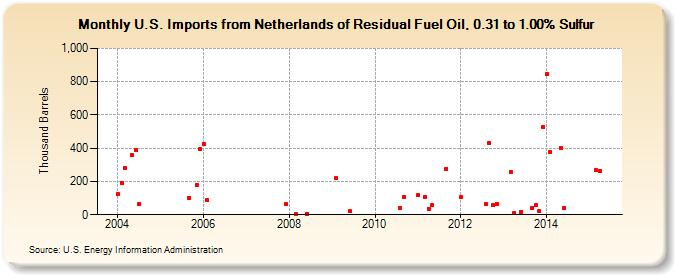 Monthly U.S. Imports from Netherlands of Residual Fuel Oil, 0.31 to 1.00% Sulfur
Thousand Barrels
1,000
800
600
400
200
0
2004 2006 2008 2010 2012 2014
Source: U.S. Energy Information Administration